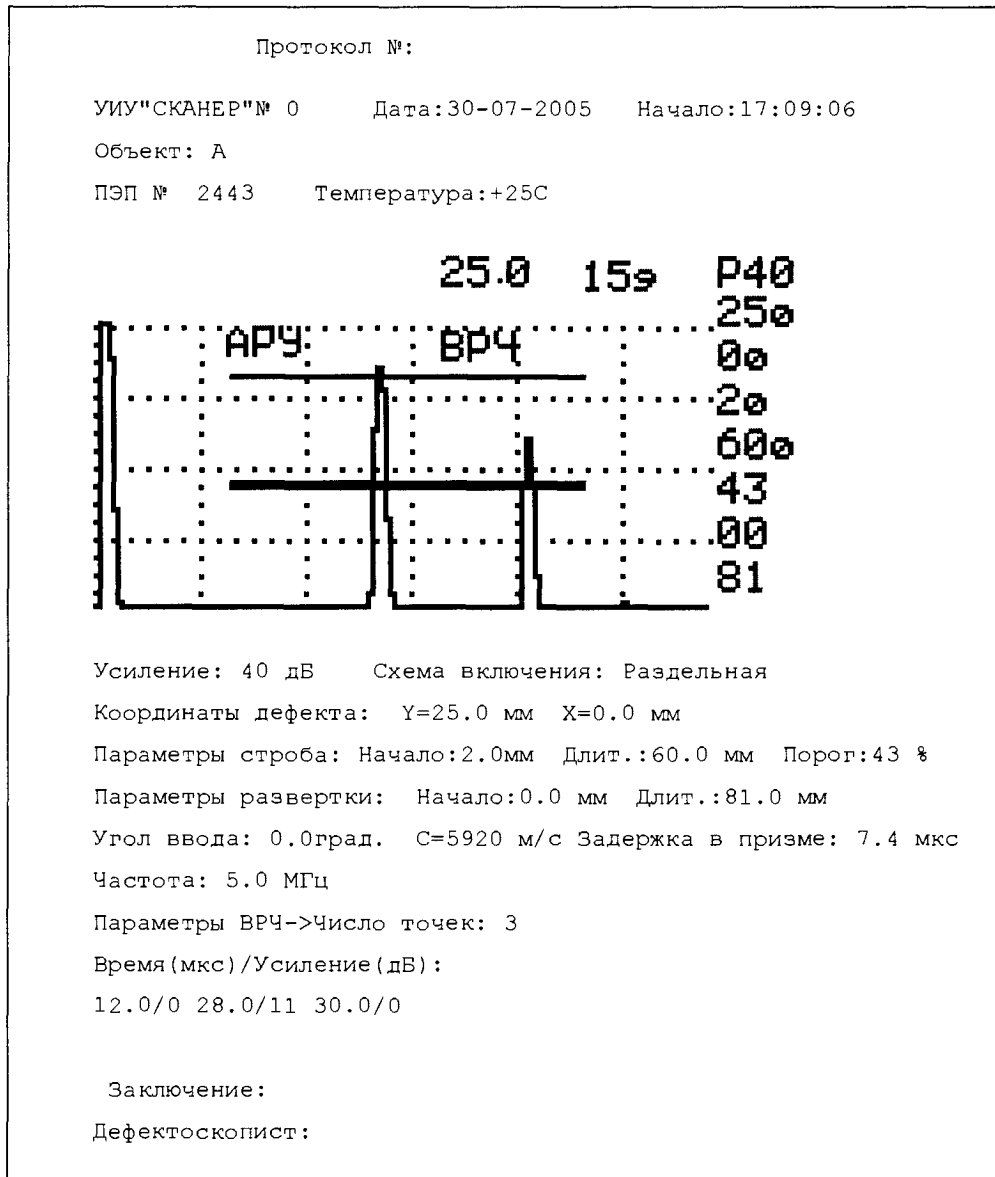 Протокол №:
УИУ"СКАНЕР"№ 0 Дата:30-07-2005 Начало:17:09:06
Объект: А
ПЭП № 2443 Температура:+25С
25.0 15э Р40
25о
АРУ ВРЧ
0о
2о
60о
43
00
81
Усиление: 40 дБ Схема включения: Раздельная
Координаты дефекта: Y=25.0 мм X=0.0 мм
Параметры строба: Начало:2.0мм Длит.:60.0 мм Порог:43 %
Параметры развертки: Начало:0.0 мм Длит.:81.0 мм
Угол ввода: 0.0град. С=5920 м/с Задержка в призме: 7.4 мкс
Частота: 5.0 МГц
Параметры ВРЧ->Число точек: 3
Время(мкс)/Усиление(дБ):
12.0/0 28.0/11 30.0/0
Заключение:
Дефектоскопист: